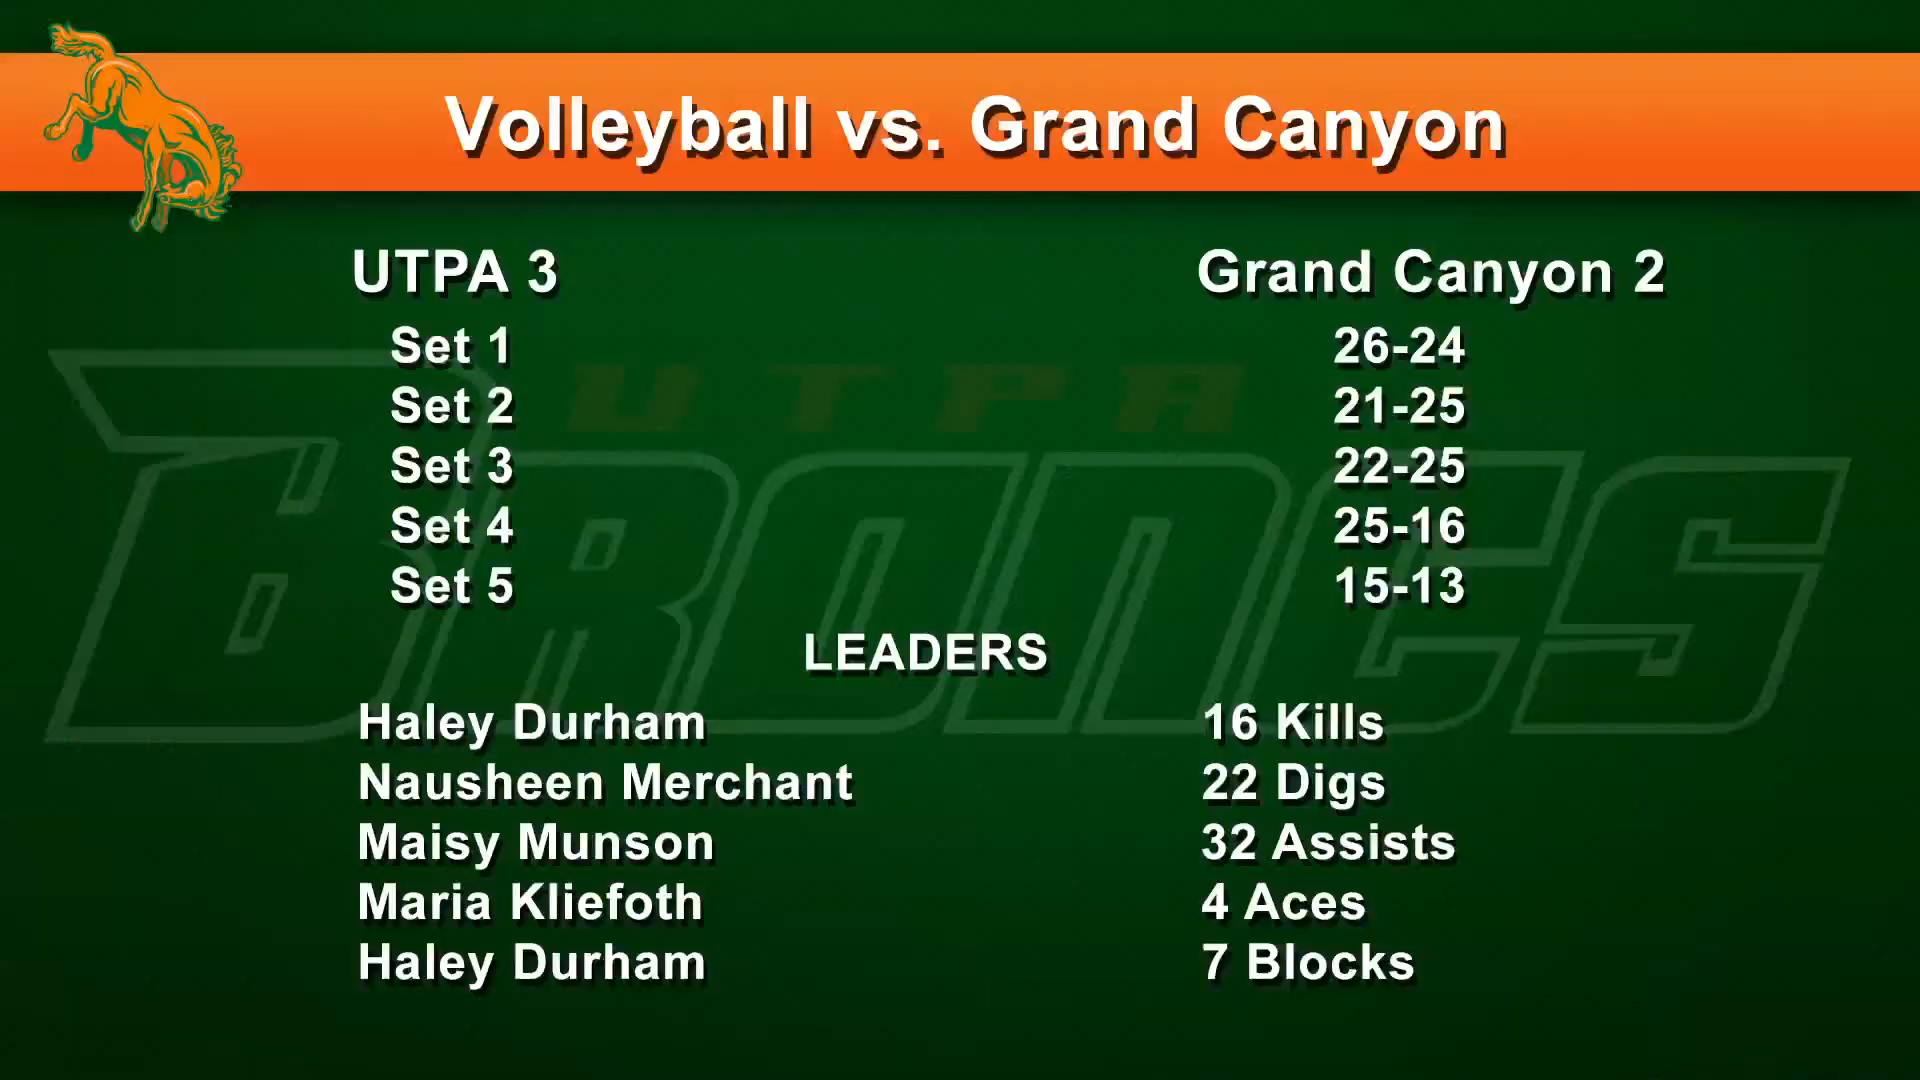 Volleyball vs. Grand Canyon
UTPA 3 Grand Canyon 2
Set 1 26-24
Set 2 21-25
Set 3 22-25
Set 4 25-16
Set 5 15-13
UTPA
BRONCS
LEADERS
Haley Durham 16 Kills
Nausheen Merchant 22 Digs
Maisy Munson 32 Assists
Maria Kliefoth 4 Aces
Haley Durham 7 Blocks